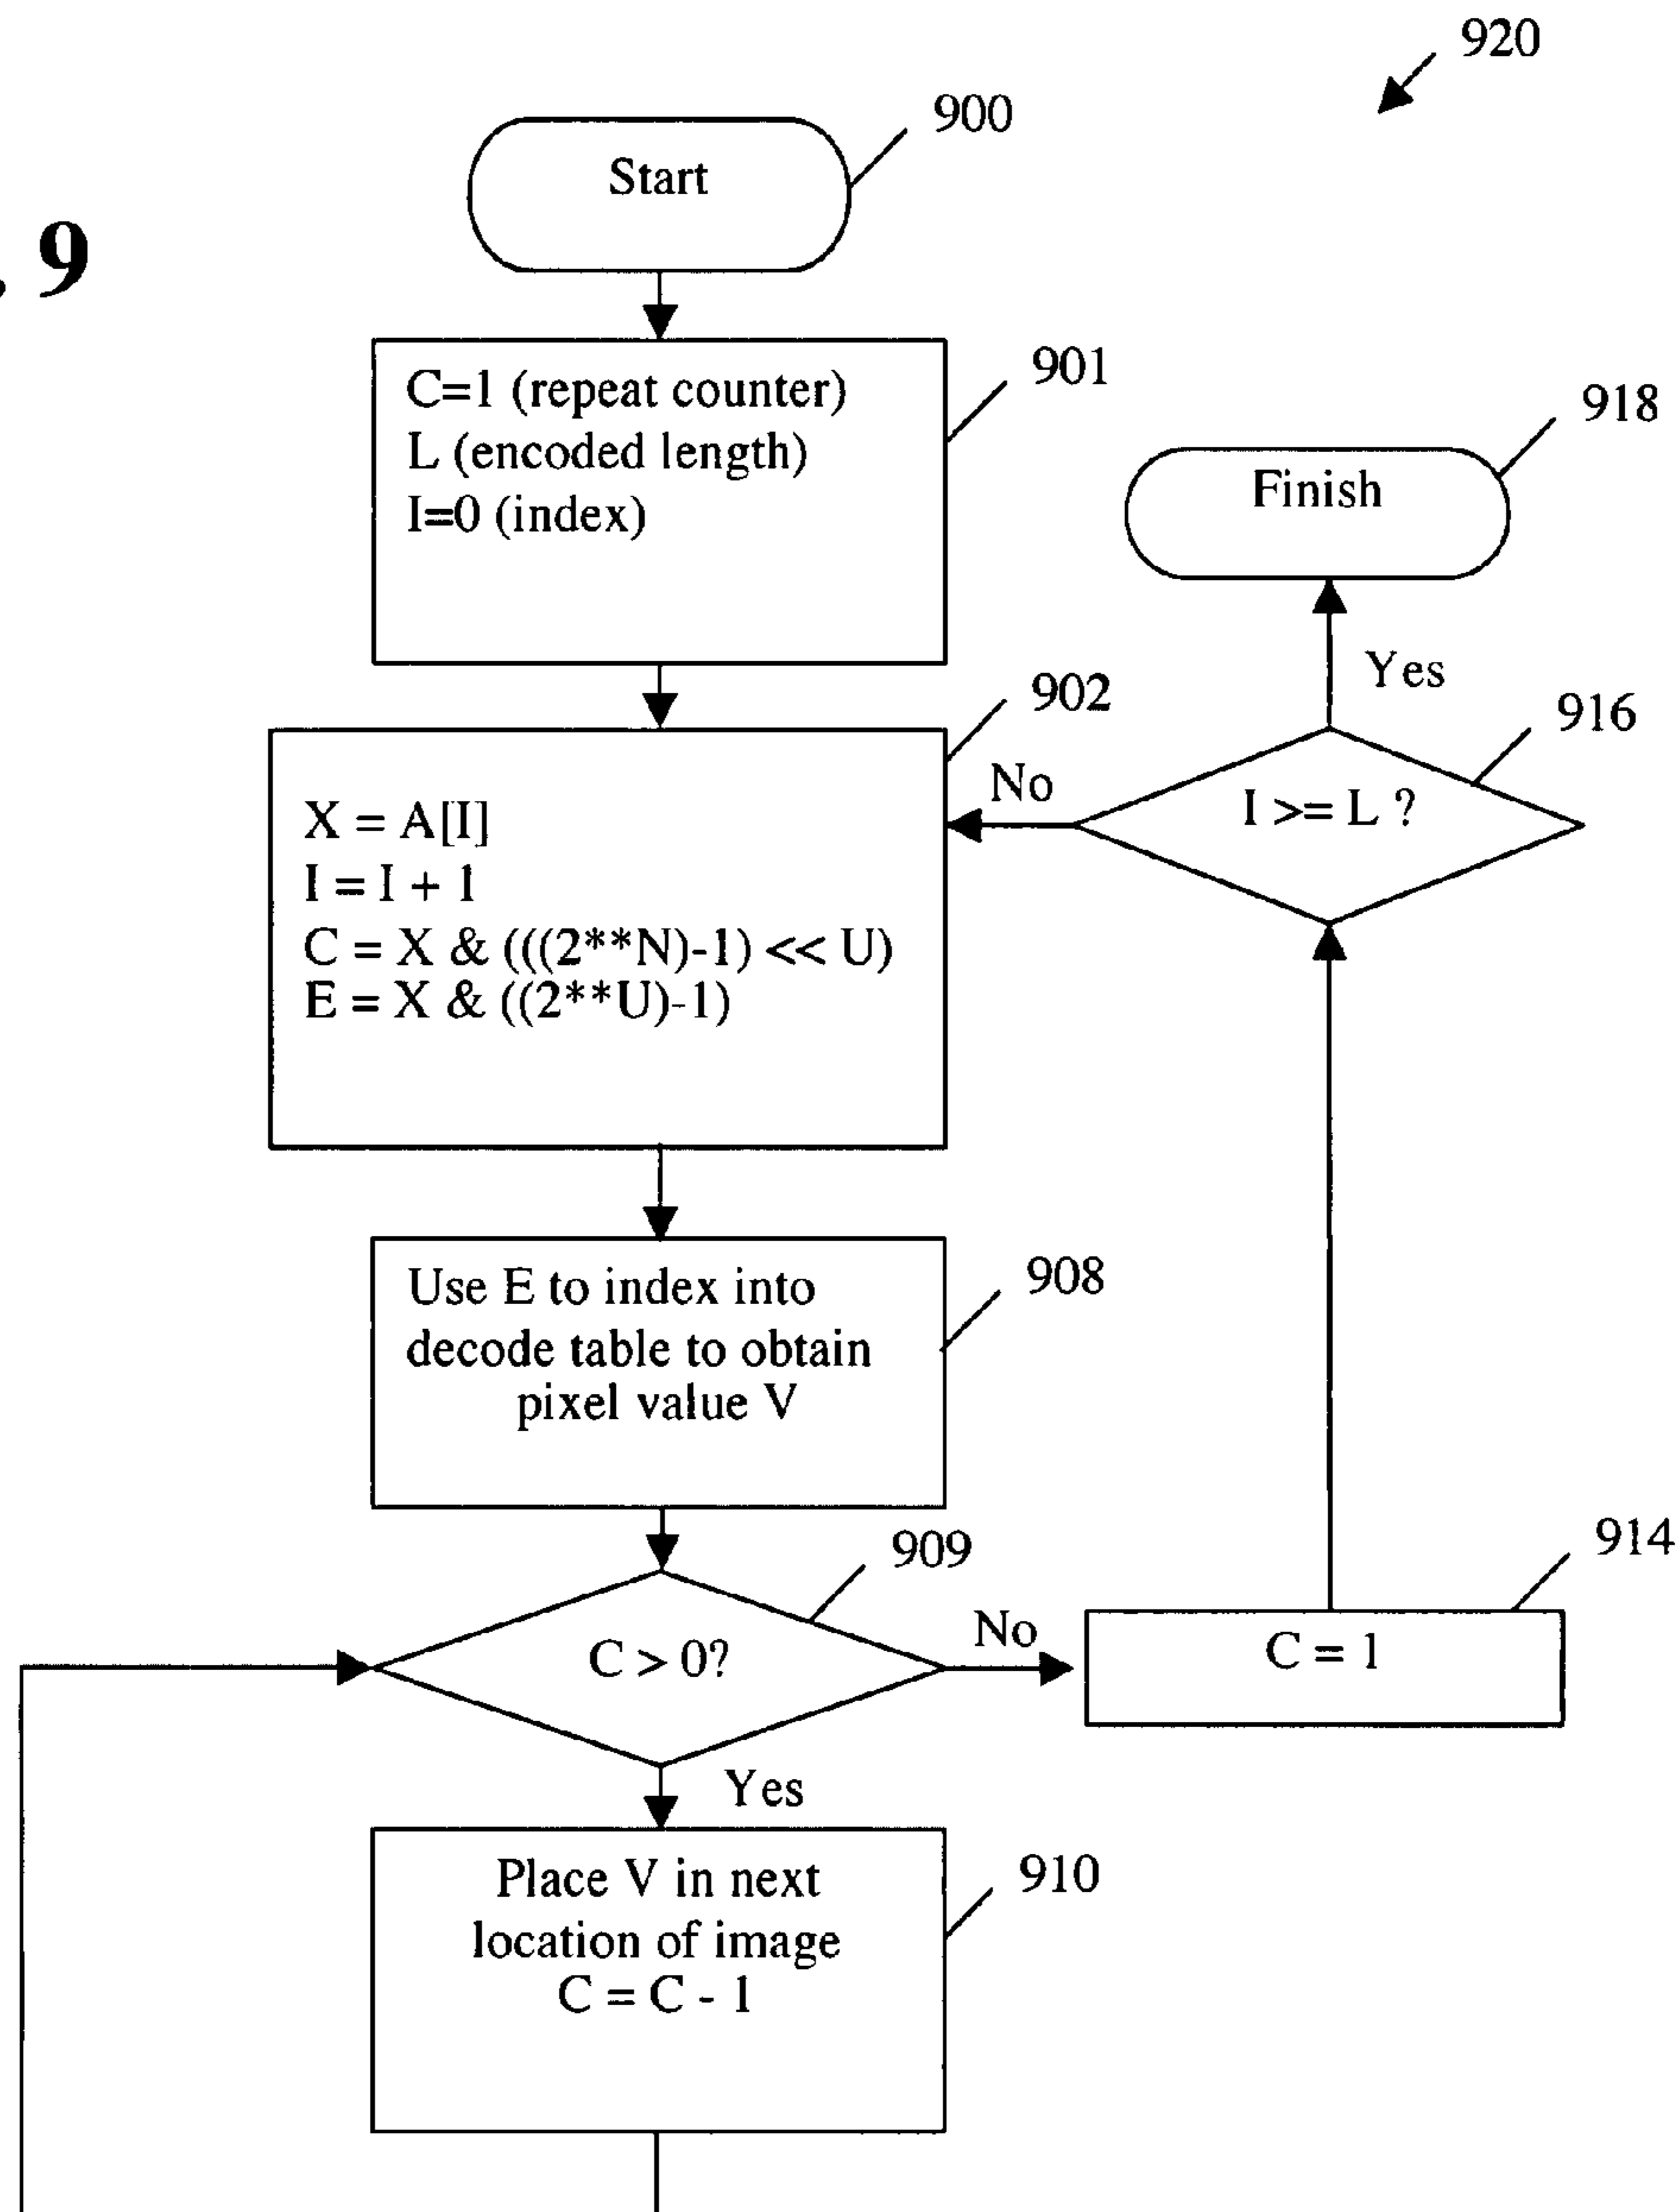 920
900
Start
. 9
901
C=1 (repeat counter)
L (encoded length)
I=0 (index)
918
Finish
Yes
902
916
No
I >= L ?
X = A[I]
I = I + 1
C = X & (((2**N)-1) << U)
E = X & ((2**U)-1)
908
Use E to index into
decode table to obtain
pixel value V
909
914
C > 0?
No
C = 1
Yes
910
Place V in next
location of image
C = C - 1